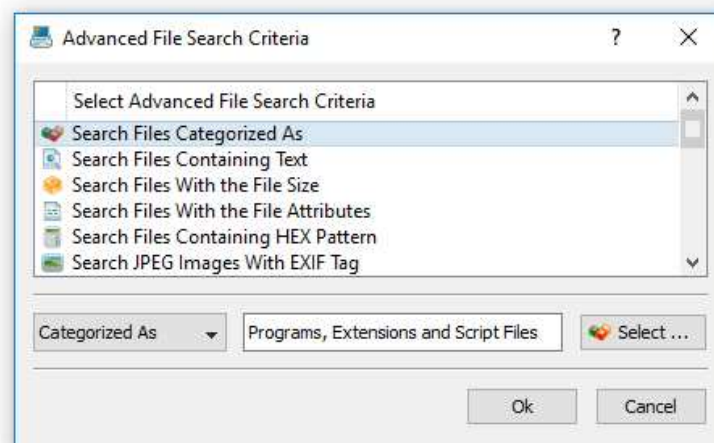 Advanced File Search Criteria ?
Select Advanced File Search Criteria
Search Files Categorized As
Search Files Containing Text
Search Files With the File Size
Search Files With the File Attributes
Search Files Containing HEX Pattern
Search JPEG Images With EXIF Tag
Categorized As Programs, Extensions and Script Files Select ...
Ok Cancel